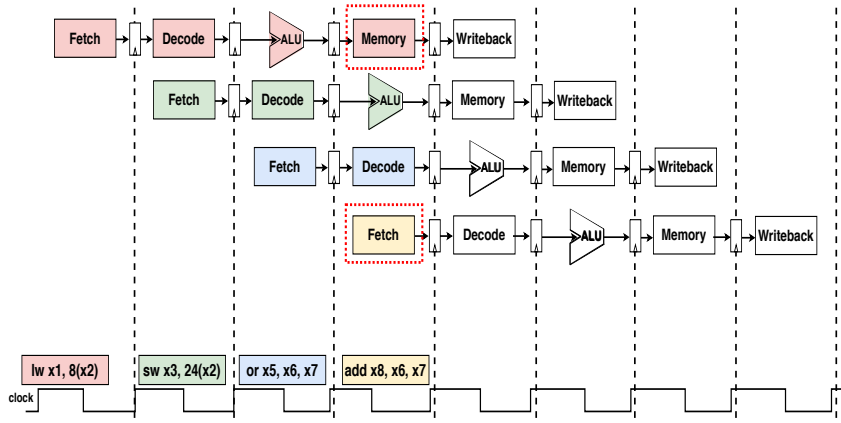 Fetch Decode ALU Memory Writeback
Fetch Decode ALU Memory Writeback
Fetch Decode ALU Memory Writeback
Fetch Decode ALU Memory Writeback
lw x1, 8(x2) sw x3, 24(x2) or x5, x6, x7 add x8, x6, x7
clock